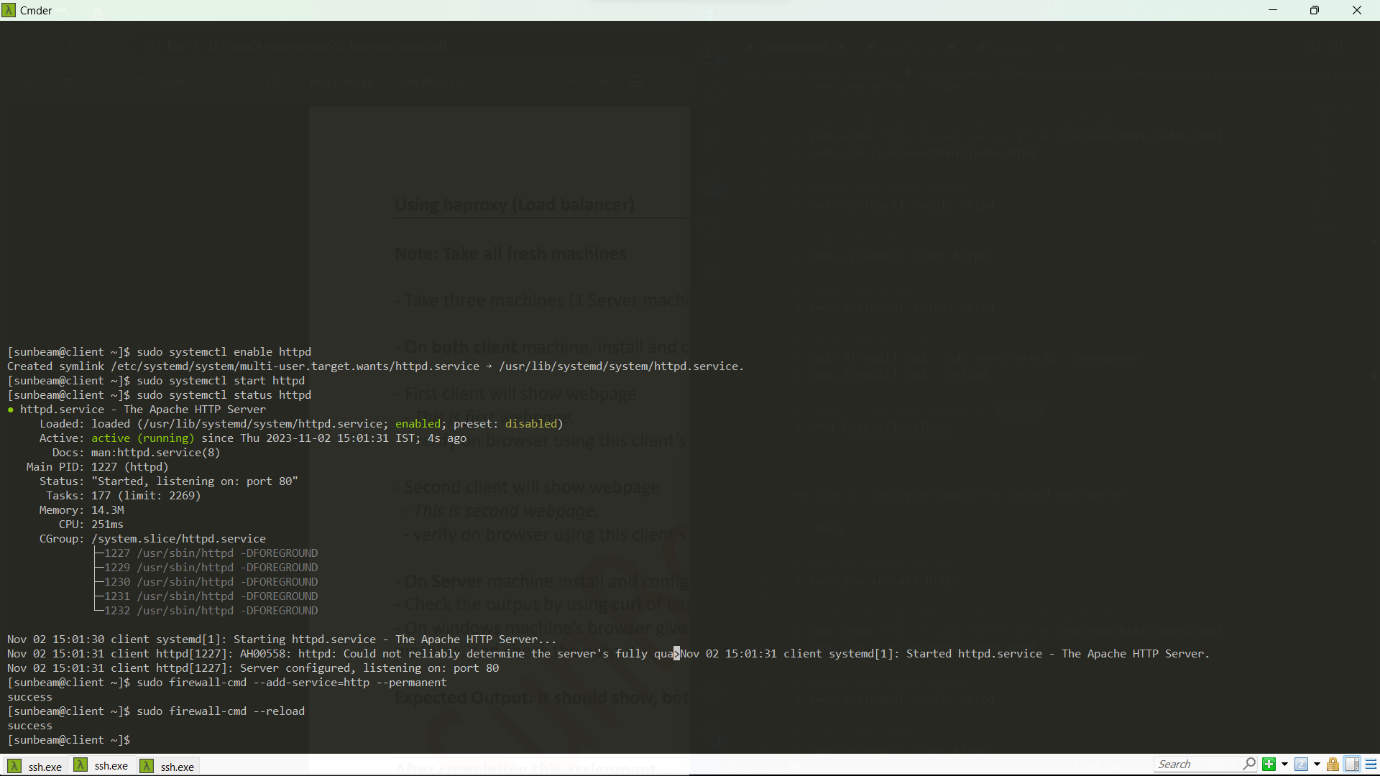 Cmder
Using haproxy (Load balancer)
Note: Take all fresh machines
- Take three machines (1 Server machi
- On both client machine, install and c
- First client will show webpage
- This is first webpage.
on browser using this client's
- Second client will show webpage
- This is second webpage.
- verify on browser using this client's
- On Server machine install and config
- Check the output by using curl
- On windows machine's browser give
Expected Output: It should show, bot
After completing this assignment
[sunbeam@client ~]$ sudo systemctl enable httpd
Created symlink /etc/systemd/system/multi-user.target.wants/httpd.service → /usr/lib/systemd/system/httpd.service.
[sunbeam@client ~]$ sudo systemctl start httpd
[sunbeam@client ~]$ sudo systemctl status httpd
● httpd.service - The Apache HTTP Server
Loaded: loaded (/usr/lib/systemd/system/httpd.service; enabled; preset: disabled)
Active: active (running) since Thu 2023-11-02 15:01:31 IST; 4s ago
Docs: man:httpd.service(8)
Main PID: 1227 (httpd)
Status: "Started, listening on: port 80"
Tasks: 177 (limit: 2269)
Memory: 14.3M
CPU: 251ms
CGroup: /system.slice/httpd.service
├─1227 /usr/sbin/httpd -DFOREGROUND
├─1229 /usr/sbin/httpd -DFOREGROUND
├─1230 /usr/sbin/httpd -DFOREGROUND
├─1231 /usr/sbin/httpd -DFOREGROUND
└─1232 /usr/sbin/httpd -DFOREGROUND
Nov 02 15:01:30 client systemd[1]: Starting httpd.service - The Apache HTTP Server...
Nov 02 15:01:31 client httpd[1227]: AH00558: httpd: Could not reliably determine the server's fully qua>Nov 02 15:01:31 client systemd[1]: Started httpd.service - The Apache HTTP Server.
Nov 02 15:01:31 client httpd[1227]: Server configured, listening on: port 80
[sunbeam@client ~]$ sudo firewall-cmd --add-service=http --permanent
success
[sunbeam@client ~]$ sudo firewall-cmd --reload
success
[sunbeam@client ~]$
ssh.exe ssh.exe ssh.exe Search